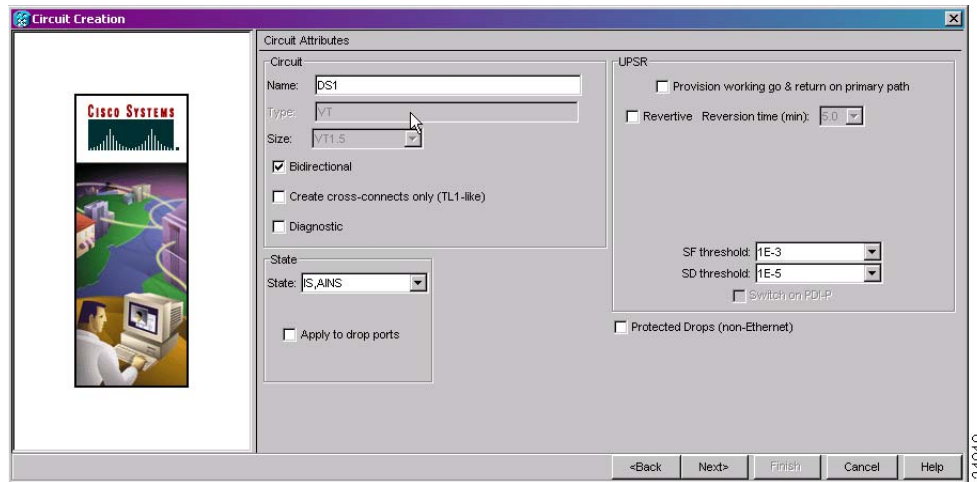 Circuit Creation
CISCO SYSTEMS
Circuit Attributes
Circuit
Name: DS1
Type: VT
Size: VT1.5
Bidirectional
Create cross-connects only (TL1-like)
Diagnostic
State
State: IS,AINS
Apply to drop ports
UPSR
Provision working go & return on primary path
Revertive Reversion time (min): 5.0
SF threshold: 1E-3
SD threshold: 1E-5
Switch on PDI-P
Protected Drops (non-Ethernet)
<Back Next> Finish Cancel Help